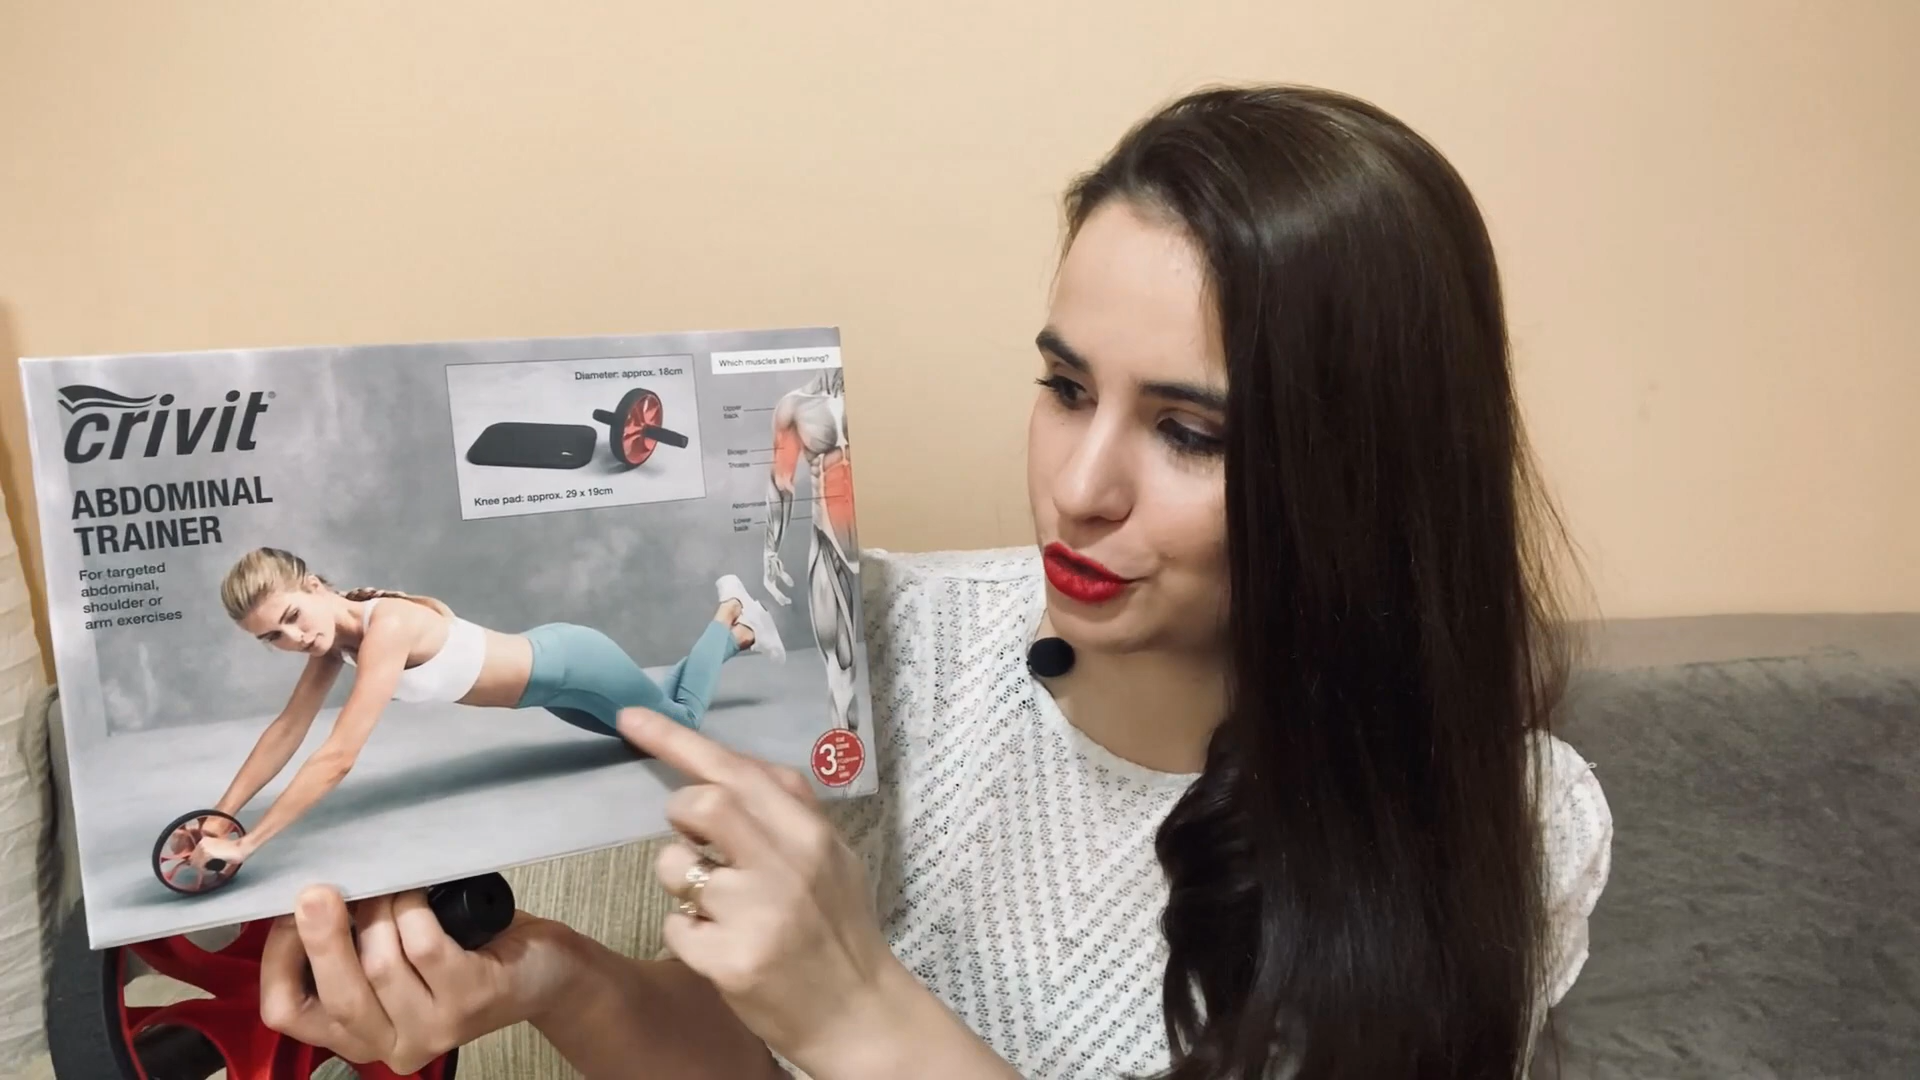 crivit®
ABDOMINAL
TRAINER
For targeted
abdominal,
shoulder or
arm exercises
Diameter: approx. 18cm
Knee pad: approx. 29 x 19cm
Which muscles am I training?
Upper
back
Biceps
Triceps
Abdominals
Lower
back
3